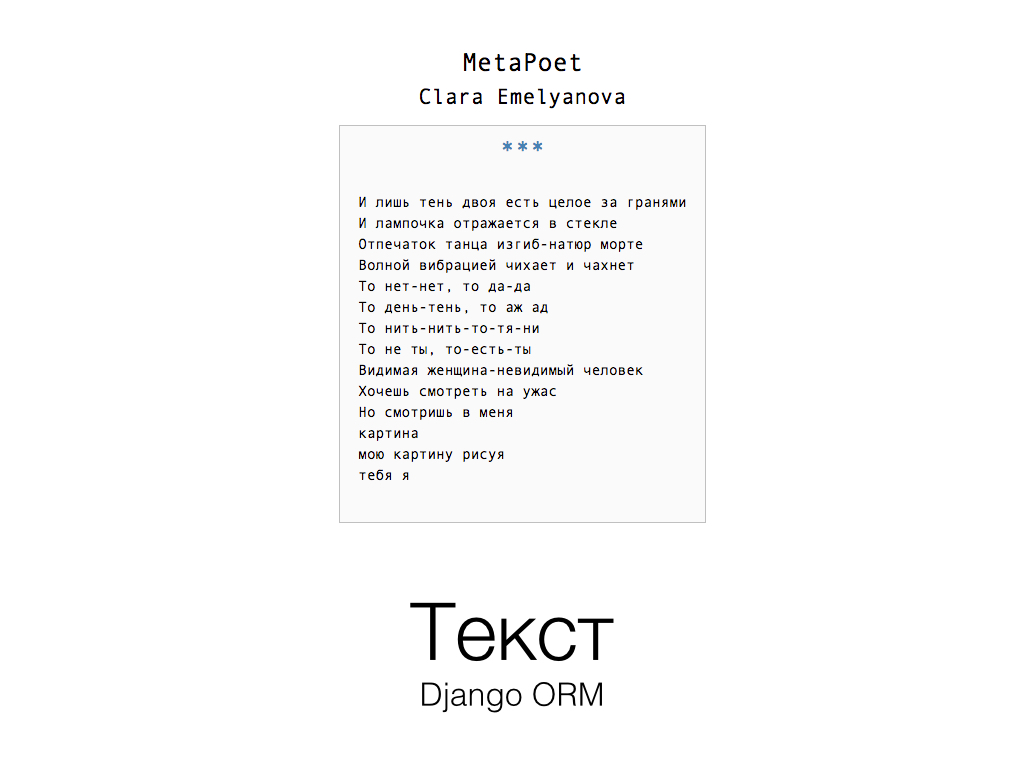 MetaPoet
Clara Emelyanova
***
И лишь тень двоя есть целое за гранями
И лампочка отражается в стекле
Отпечаток танца изгиб-натюр морте
Волной вибрацией чихает и чахнет
То нет-нет, то да-да
То день-тень, то аж ад
То нить-нить-то-тя-ни
То не ты, то-есть-ты
Видимая женщина-невидимый человек
Хочешь смотреть на ужас
Но смотришь в меня
картина
мою картину рисуя
тебя я
Текст
Django ORM